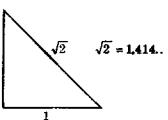 √2 √2 = 1,414..
1